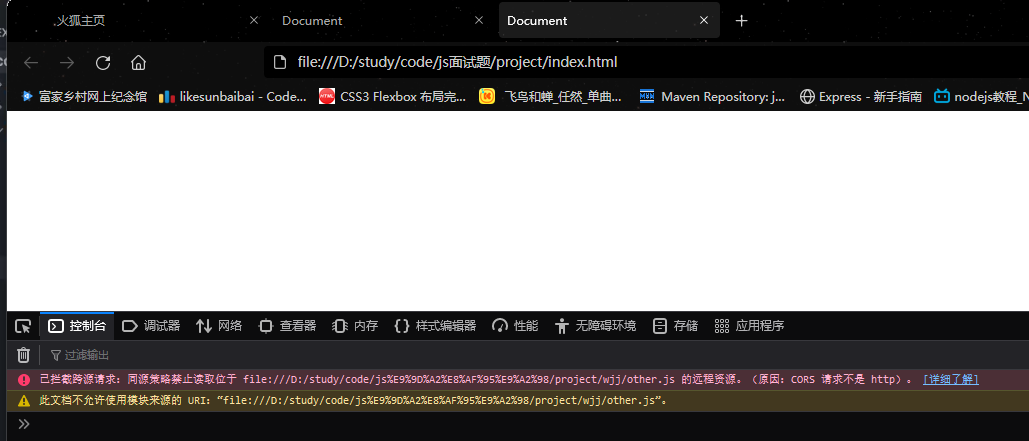 火狐主页
Document
Document
file:///D:/study/code/js面试题/project/index.html
富家乡村网上纪念馆
likesunbaibai - Code...
CSS3 Flexbox 布局完...
飞鸟和蝉_任然_单曲...
Maven Repository: j...
Express - 新手指南
nodejs教程_N
控制台
调试器
网络
查看器
内存
样式编辑器
性能
无障碍环境
存储
应用程序
过滤输出
已拦截跨源请求：同源策略禁止读取位于 file:///D:/study/code/js%E9%9D%A2%E8%AF%95%E9%A2%98/project/wjj/other.js 的远程资源。（原因：CORS 请求不是 http）。 [详细了解]
此文档不允许使用模块来源的 URI：“file:///D:/study/code/js%E9%9D%A2%E8%AF%95%E9%A2%98/project/wjj/other.js”。